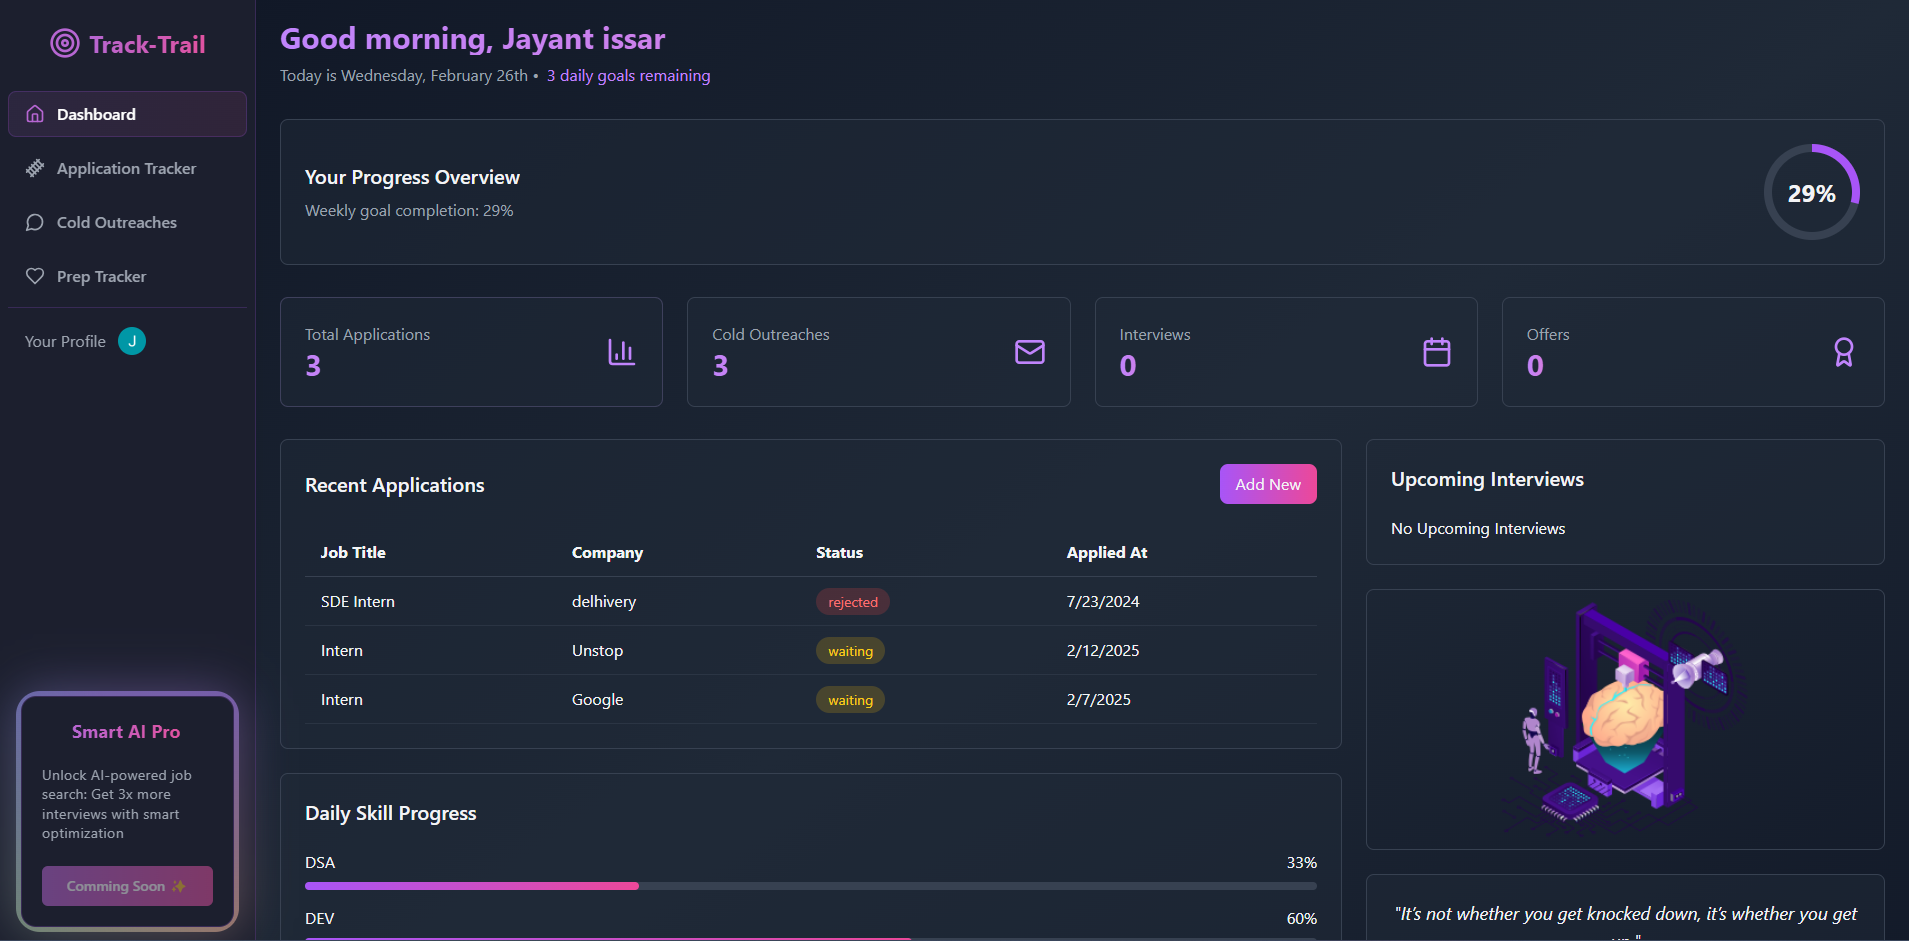 Track-Trail
Dashboard
Application Tracker
Cold Outreaches
Prep Tracker
Your Profile J
Smart AI Pro
Unlock AI-powered job
search: Get 3x more
interviews with smart
optimization
Comming Soon ✨
Good morning, Jayant issar
Today is Wednesday, February 26th • 3 daily goals remaining
Your Progress Overview
Weekly goal completion: 29%
29%
Total Applications
3
Cold Outreaches
3
Interviews
0
Offers
0
Recent Applications
Add New
Job Title Company Status Applied At
SDE Intern delhivery rejected 7/23/2024
Intern Unstop waiting 2/12/2025
Intern Google waiting 2/7/2025
Daily Skill Progress
DSA 33%
DEV 60%
Upcoming Interviews
No Upcoming Interviews
"It's not whether you get knocked down, it's whether you get